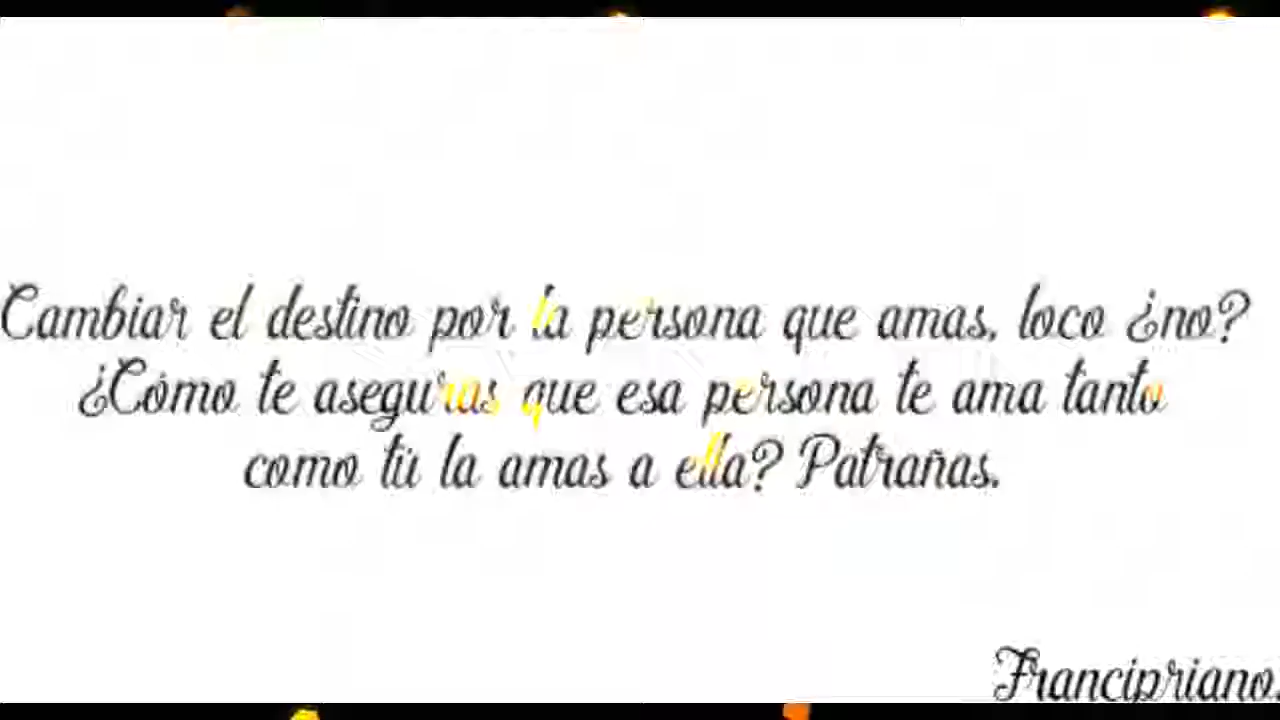 Cambiar el destino por la persona que amas, loco ¿no?
¿Cómo te aseguras que esa persona te ama tanto
como tú la amas a ella? Patrañas.
Francipriano.